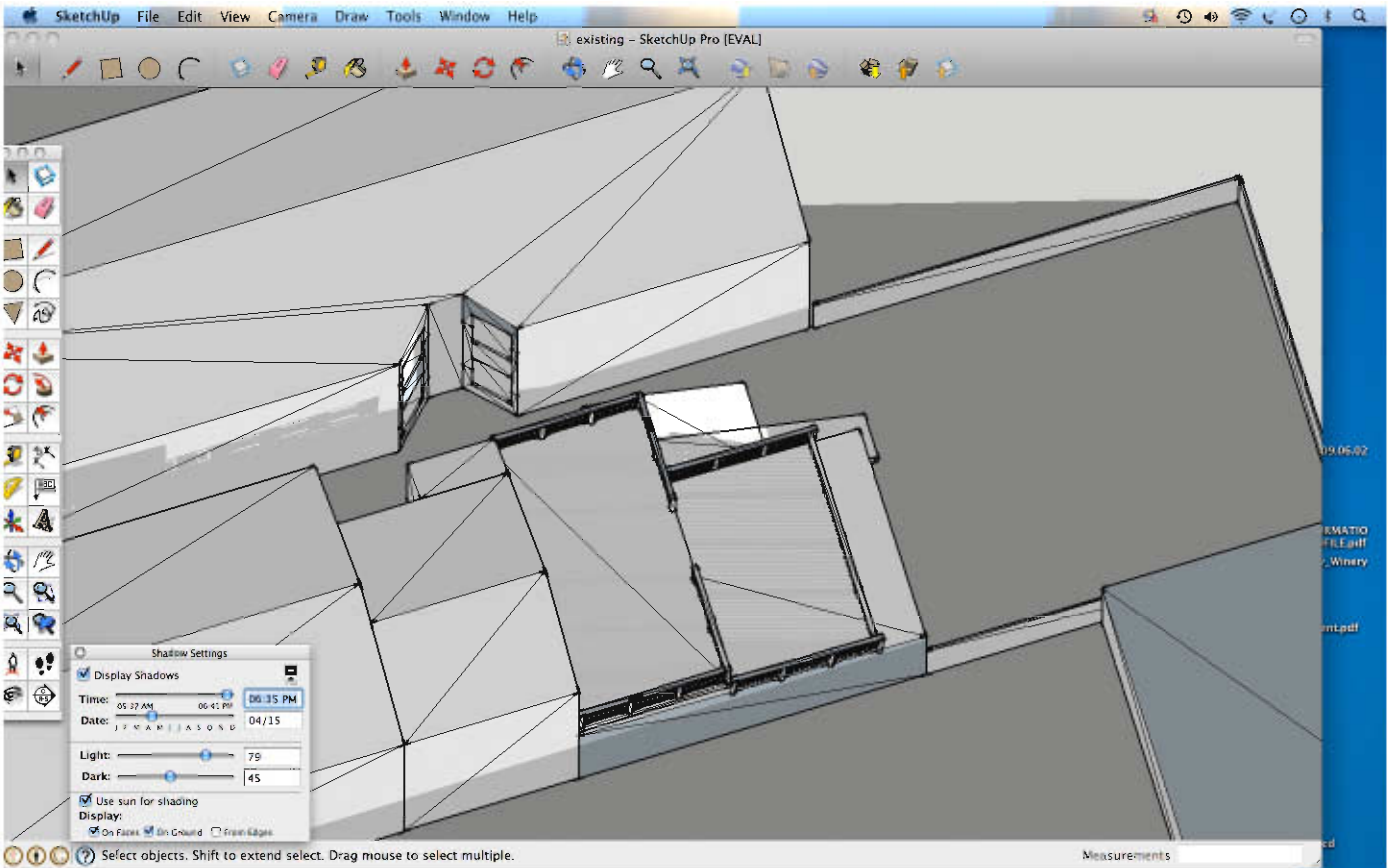 SketchUp File Edit View Camera Draw Tools Window Help
existing – SketchUp Pro [EVAL]
ABC
09.06.02
RMATIO
FILE.pdf
_Winery
nt.pdf
cd
Shadow Settings
Display Shadows
Time: 05:37 AM 06:41 PM 06:35 PM
Date: J F M A M J J A S O N D 04/15
Light: 79
Dark: 45
Use sun for shading
Display:
On Faces On Ground From Edges
Select objects. Shift to extend select. Drag mouse to select multiple.
Measurements